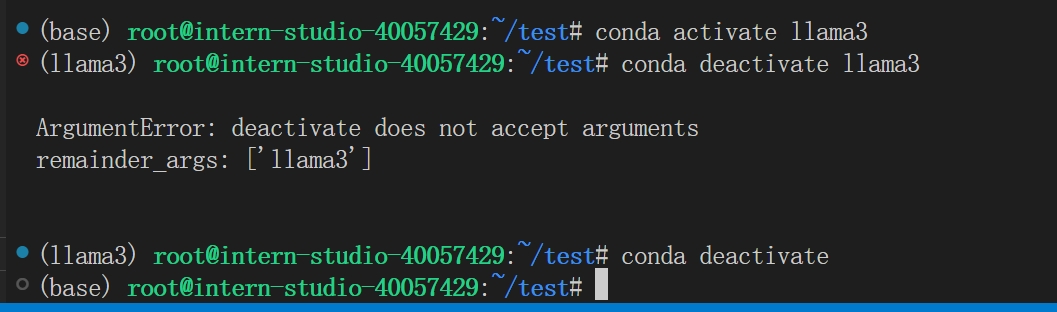 (base) root@intern-studio-40057429:~/test# conda activate llama3
(llama3) root@intern-studio-40057429:~/test# conda deactivate llama3
ArgumentError: deactivate does not accept arguments
remainder_args: ['llama3']
(llama3) root@intern-studio-40057429:~/test# conda deactivate
(base) root@intern-studio-40057429:~/test#